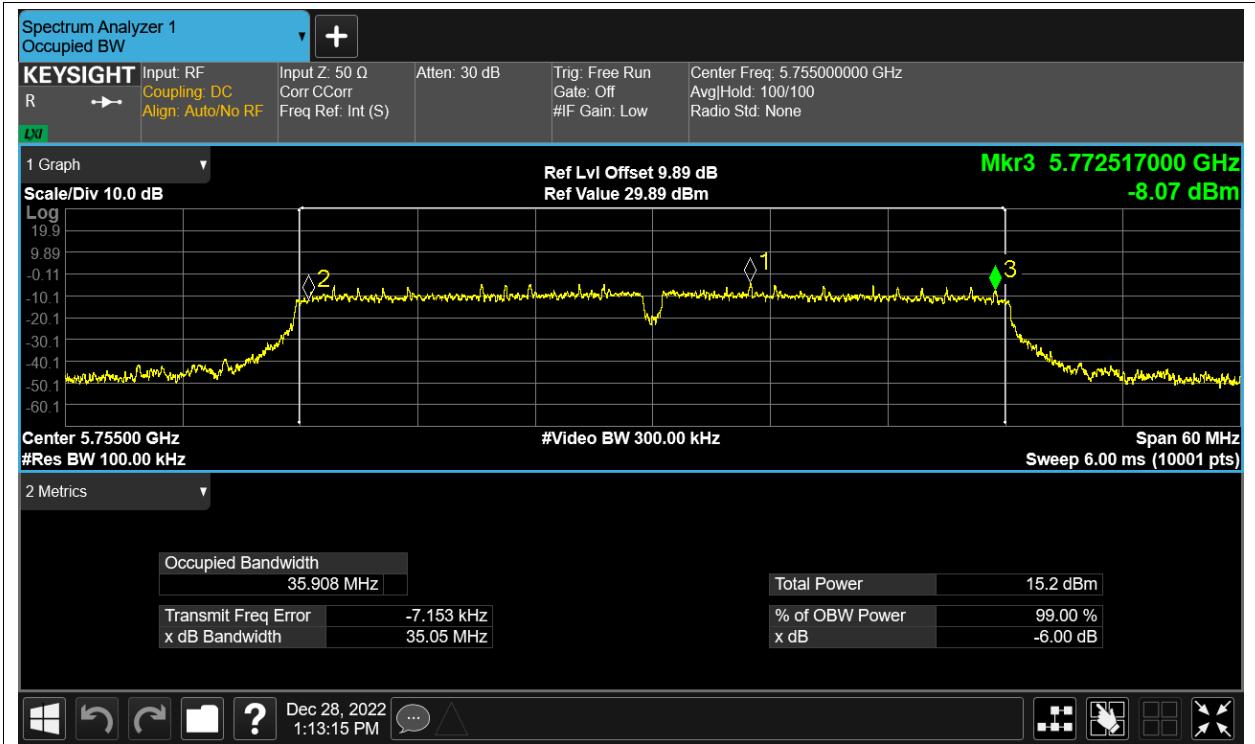 Spectrum Analyzer 1
Occupied BW
KEYSIGHT
R
LXI
Input: RF
Coupling: DC
Align: Auto/No RF
Input Z: 50 Ω
Corr CCorr
Freq Ref: Int (S)
Atten: 30 dB
Trig: Free Run
Gate: Off
#IF Gain: Low
Center Freq: 5.755000000 GHz
Avg|Hold: 100/100
Radio Std: None
1 Graph
Scale/Div 10.0 dB
Ref Lvl Offset 9.89 dB
Ref Value 29.89 dBm
Mkr3 5.772517000 GHz
-8.07 dBm
Log
19.9
9.89
-0.11
-10.1
-20.1
-30.1
-40.1
-50.1
-60.1
2
1
3
Center 5.75500 GHz
#Res BW 100.00 kHz
#Video BW 300.00 kHz
Span 60 MHz
Sweep 6.00 ms (10001 pts)
2 Metrics
Occupied Bandwidth
35.908 MHz
Transmit Freq Error -7.153 kHz
x dB Bandwidth 35.05 MHz
Total Power 15.2 dBm
% of OBW Power 99.00 %
x dB -6.00 dB
?
Dec 28, 2022
1:13:15 PM